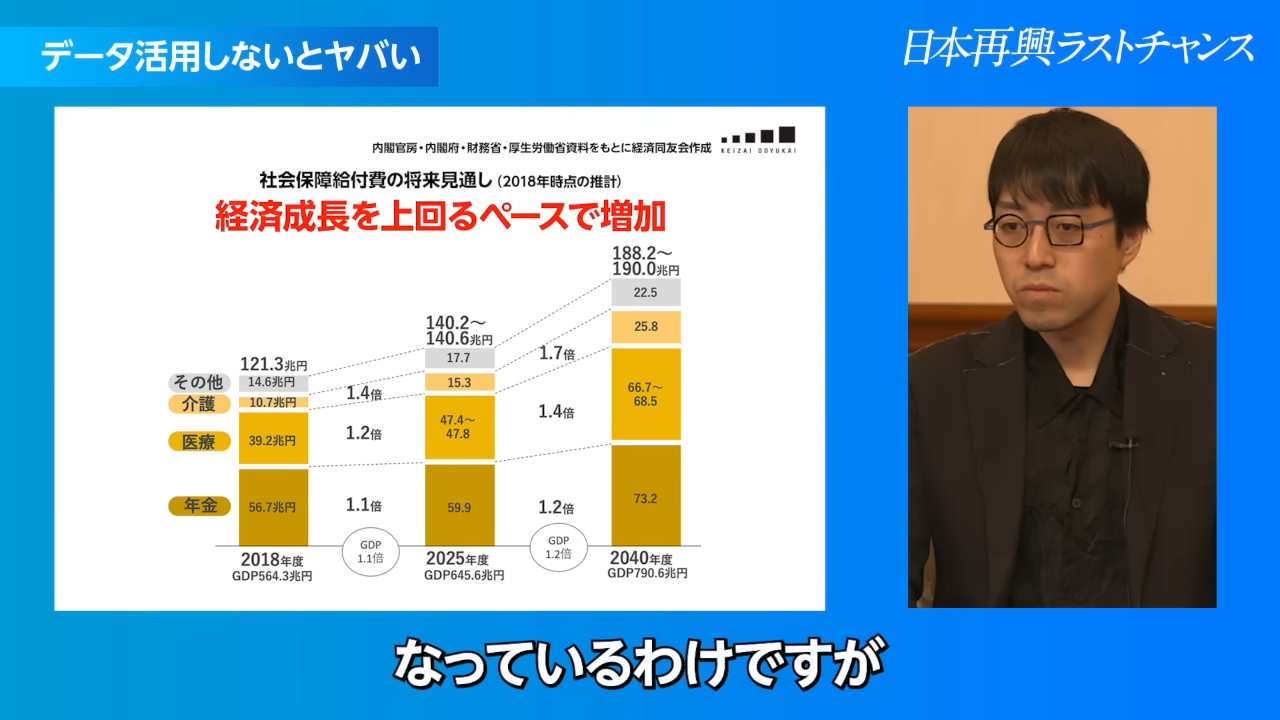 データ活用しないとヤバい
日本再興ラストチャンス
内閣官房・内閣府・財務省・厚生労働省資料をもとに経済同友会作成
KEIZAI DOYUKAI
社会保障給付費の将来見通し(2018年時点の推計)
経済成長を上回るペースで増加
121.3兆円
140.2〜
140.6兆円
188.2〜
190.0兆円
その他
14.6兆円
17.7
22.5
介護
10.7兆円
1.4倍
15.3
1.7倍
25.8
医療
39.2兆円
1.2倍
47.4〜
47.8
1.4倍
66.7〜
68.5
年金
56.7兆円
1.1倍
59.9
1.2倍
73.2
GDP
1.1倍
GDP
1.2倍
2018年度
GDP564.3兆円
2025年度
GDP645.6兆円
2040年度
GDP790.6兆円
なっているわけですが